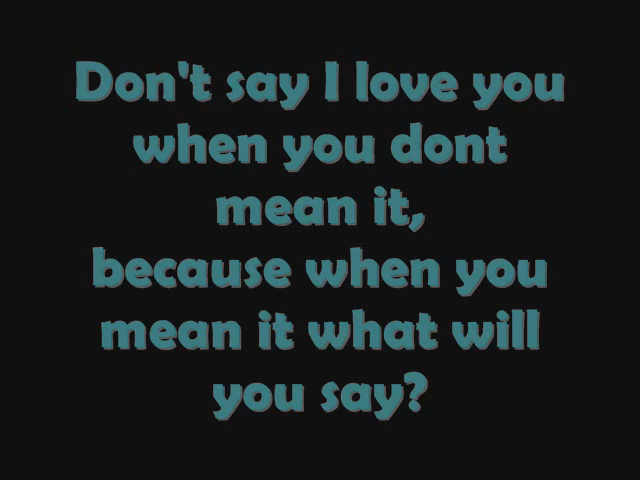 Don't say I love you
when you dont
mean it,
because when you
mean it what will
you say?